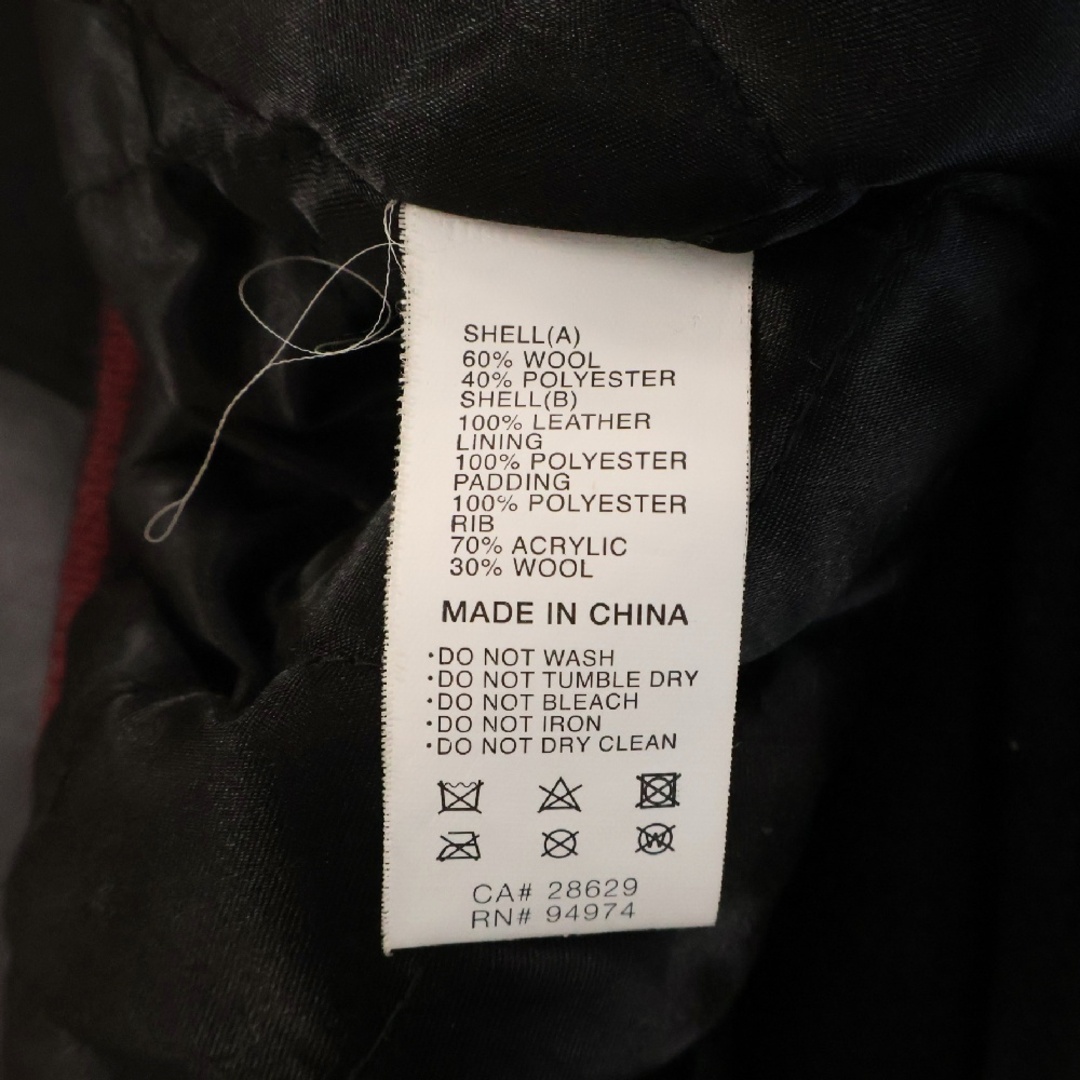 SHELL(A)
60% WOOL
40% POLYESTER
SHELL(B)
100% LEATHER
LINING
100% POLYESTER
PADDING
100% POLYESTER
RIB
70% ACRYLIC
30% WOOL
MADE IN CHINA
·DO NOT WASH
·DO NOT TUMBLE DRY
·DO NOT BLEACH
·DO NOT IRON
·DO NOT DRY CLEAN
W
CA# 28629
RN# 94974